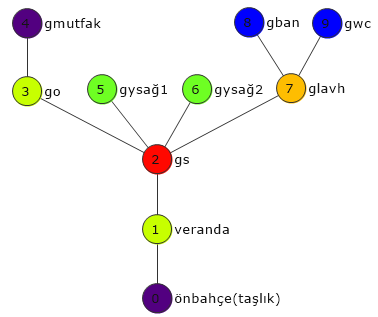 4 gmutfak
8 gban
9 gwc
3 go
5 gysağ1
6 gysağ2
7 glavh
2 gs
1 veranda
0 önbahçe(taşlık)